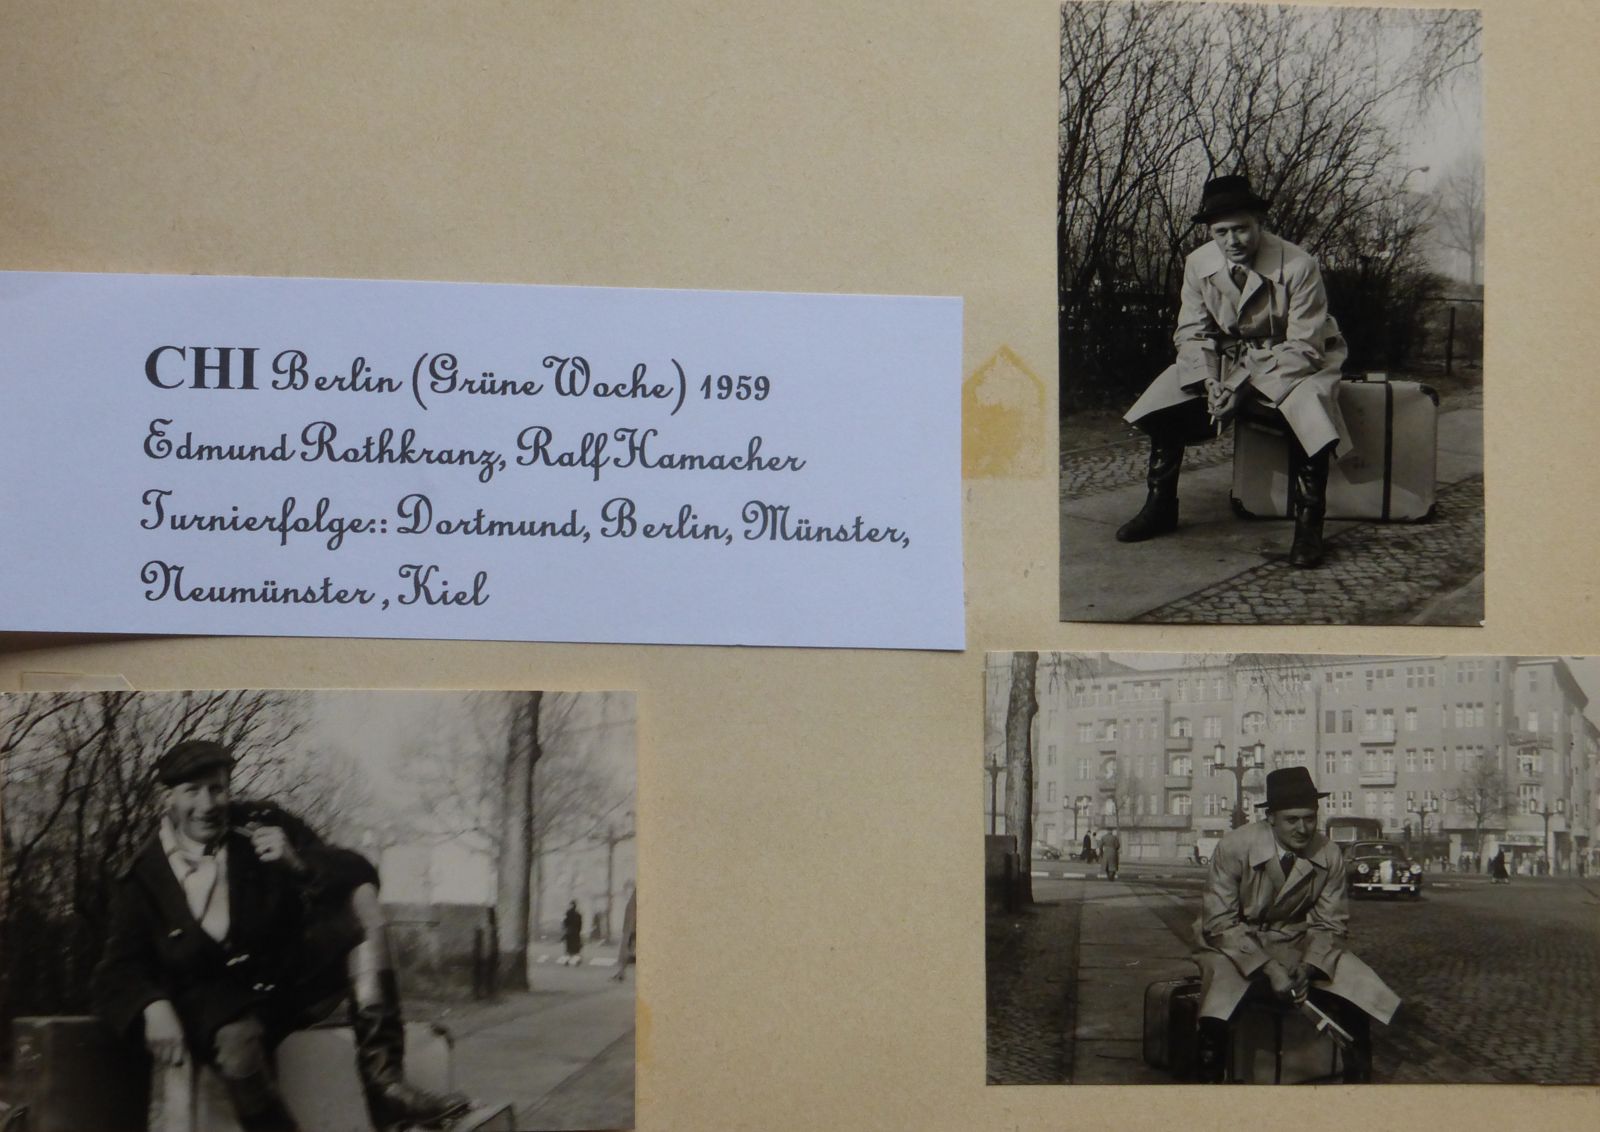 CHI Berlin (Grüne Woche) 1959
Edmund Rothkranz, Ralf Hamacher
Turnierfolge:: Dortmund, Berlin, Münster,
Neumünster, Kiel